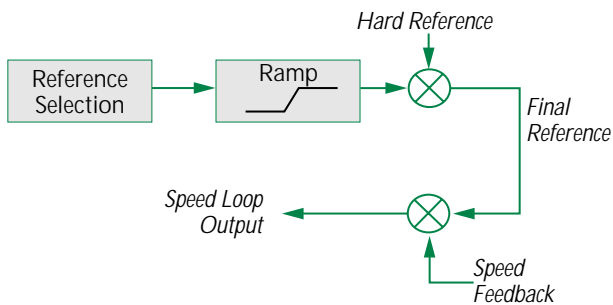 Hard Reference
Reference
Selection
Ramp
Final
Reference
Speed Loop
Output
Speed
Feedback